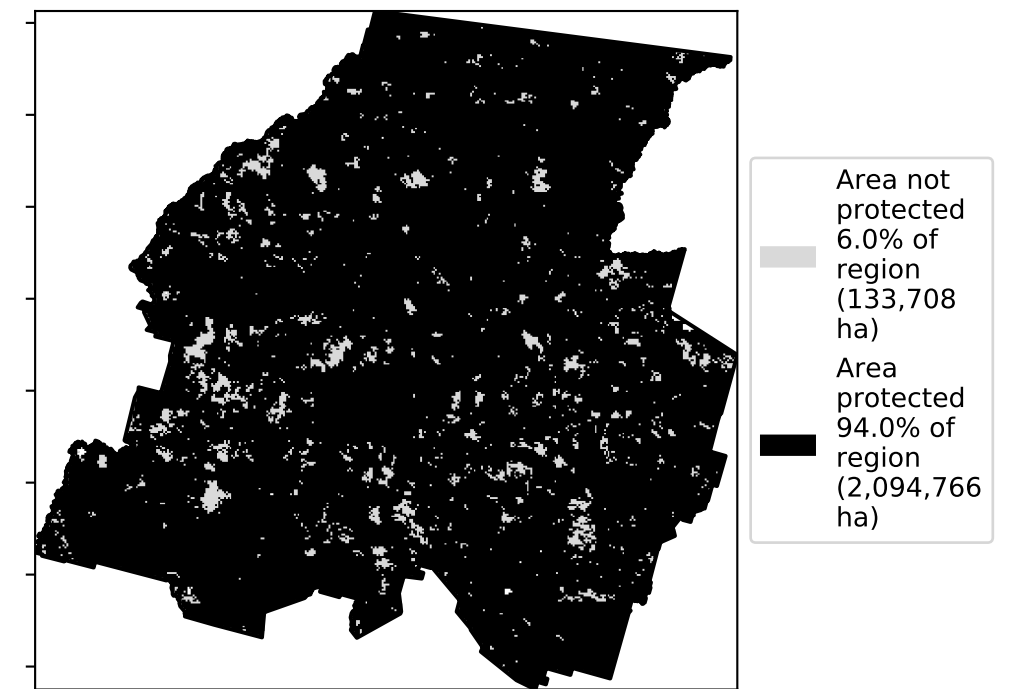 Area not
protected
6.0% of
region
(133,708
ha)
Area
protected
94.0% of
region
(2,094,766
ha)